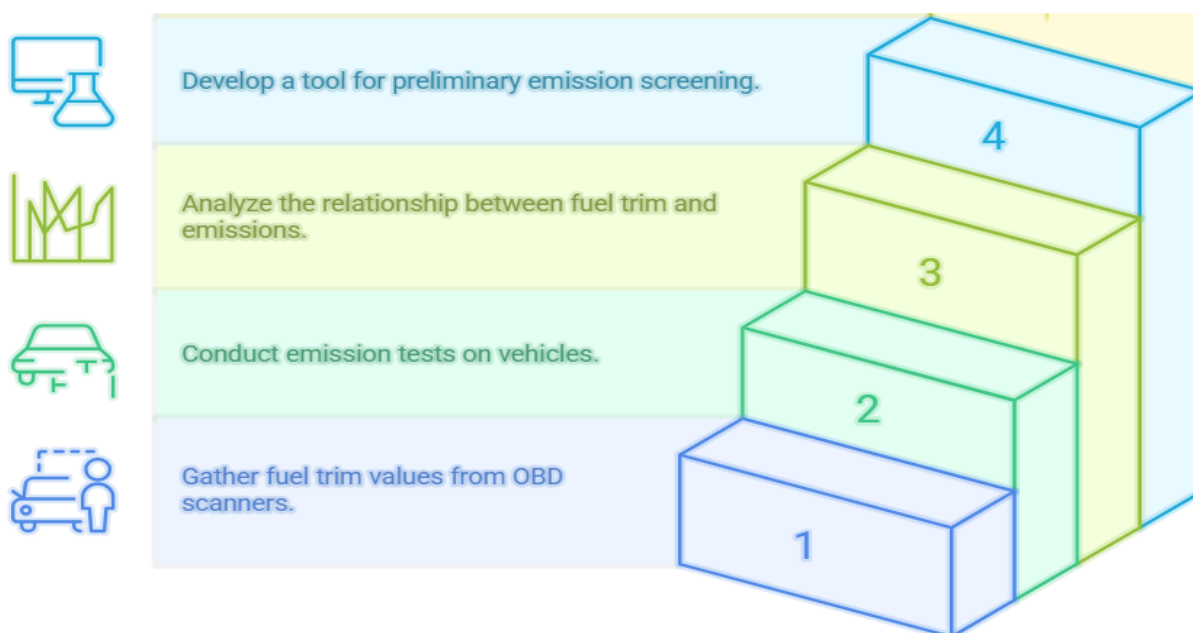 Develop a tool for preliminary emission screening.
4
Analyze the relationship between fuel trim and
emissions.
3
Conduct emission tests on vehicles.
2
Gather fuel trim values from OBD
scanners.
1